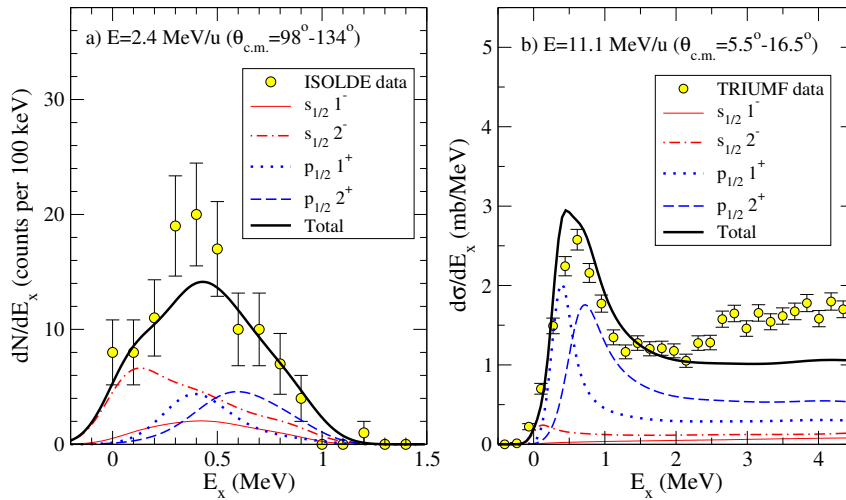 a) E=2.4 MeV/u (θc.m.=98°-134°)
ISOLDE data
s1/2 1-
s1/2 2-
p1/2 1+
p1/2 2+
Total
dN/dEx (counts per 100 keV)
30
20
10
0
0
0.5
1
1.5
Ex (MeV)
b) E=11.1 MeV/u (θc.m.=5.5°-16.5°)
TRIUMF data
s1/2 1-
s1/2 2-
p1/2 1+
p1/2 2+
Total
dσ/dEx (mb/MeV)
5
4
3
2
1
0
0
1
2
3
4
Ex (MeV)